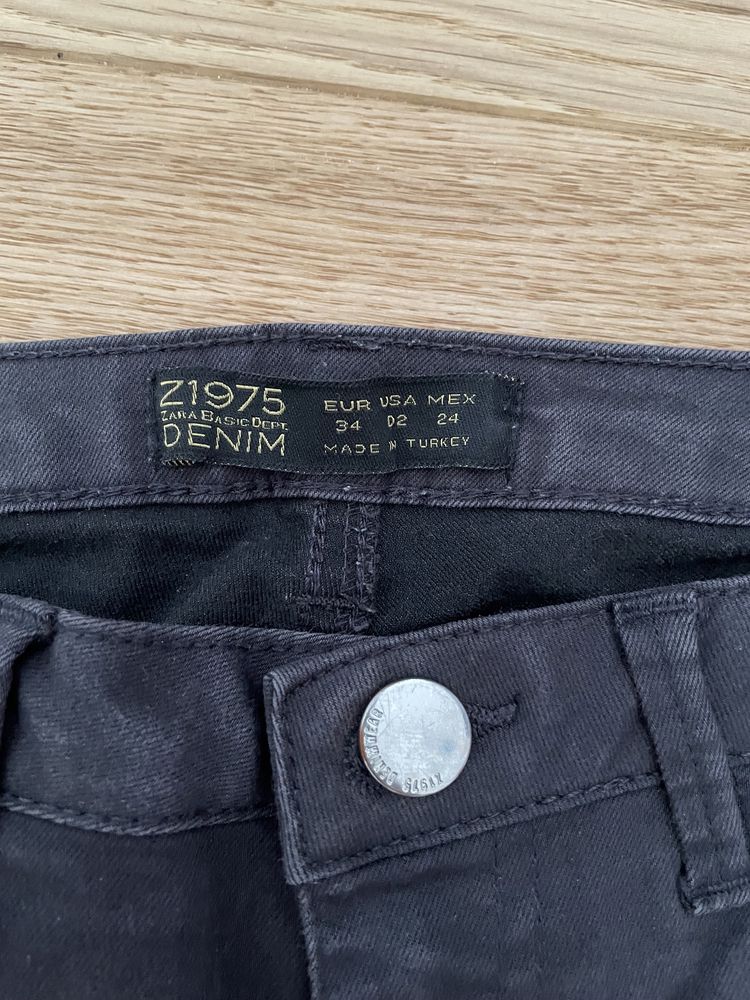 Z1975
ZARA BASIC DEPT.
DENIM
EUR USA MEX
34 02 24
MADE IN TURKEY